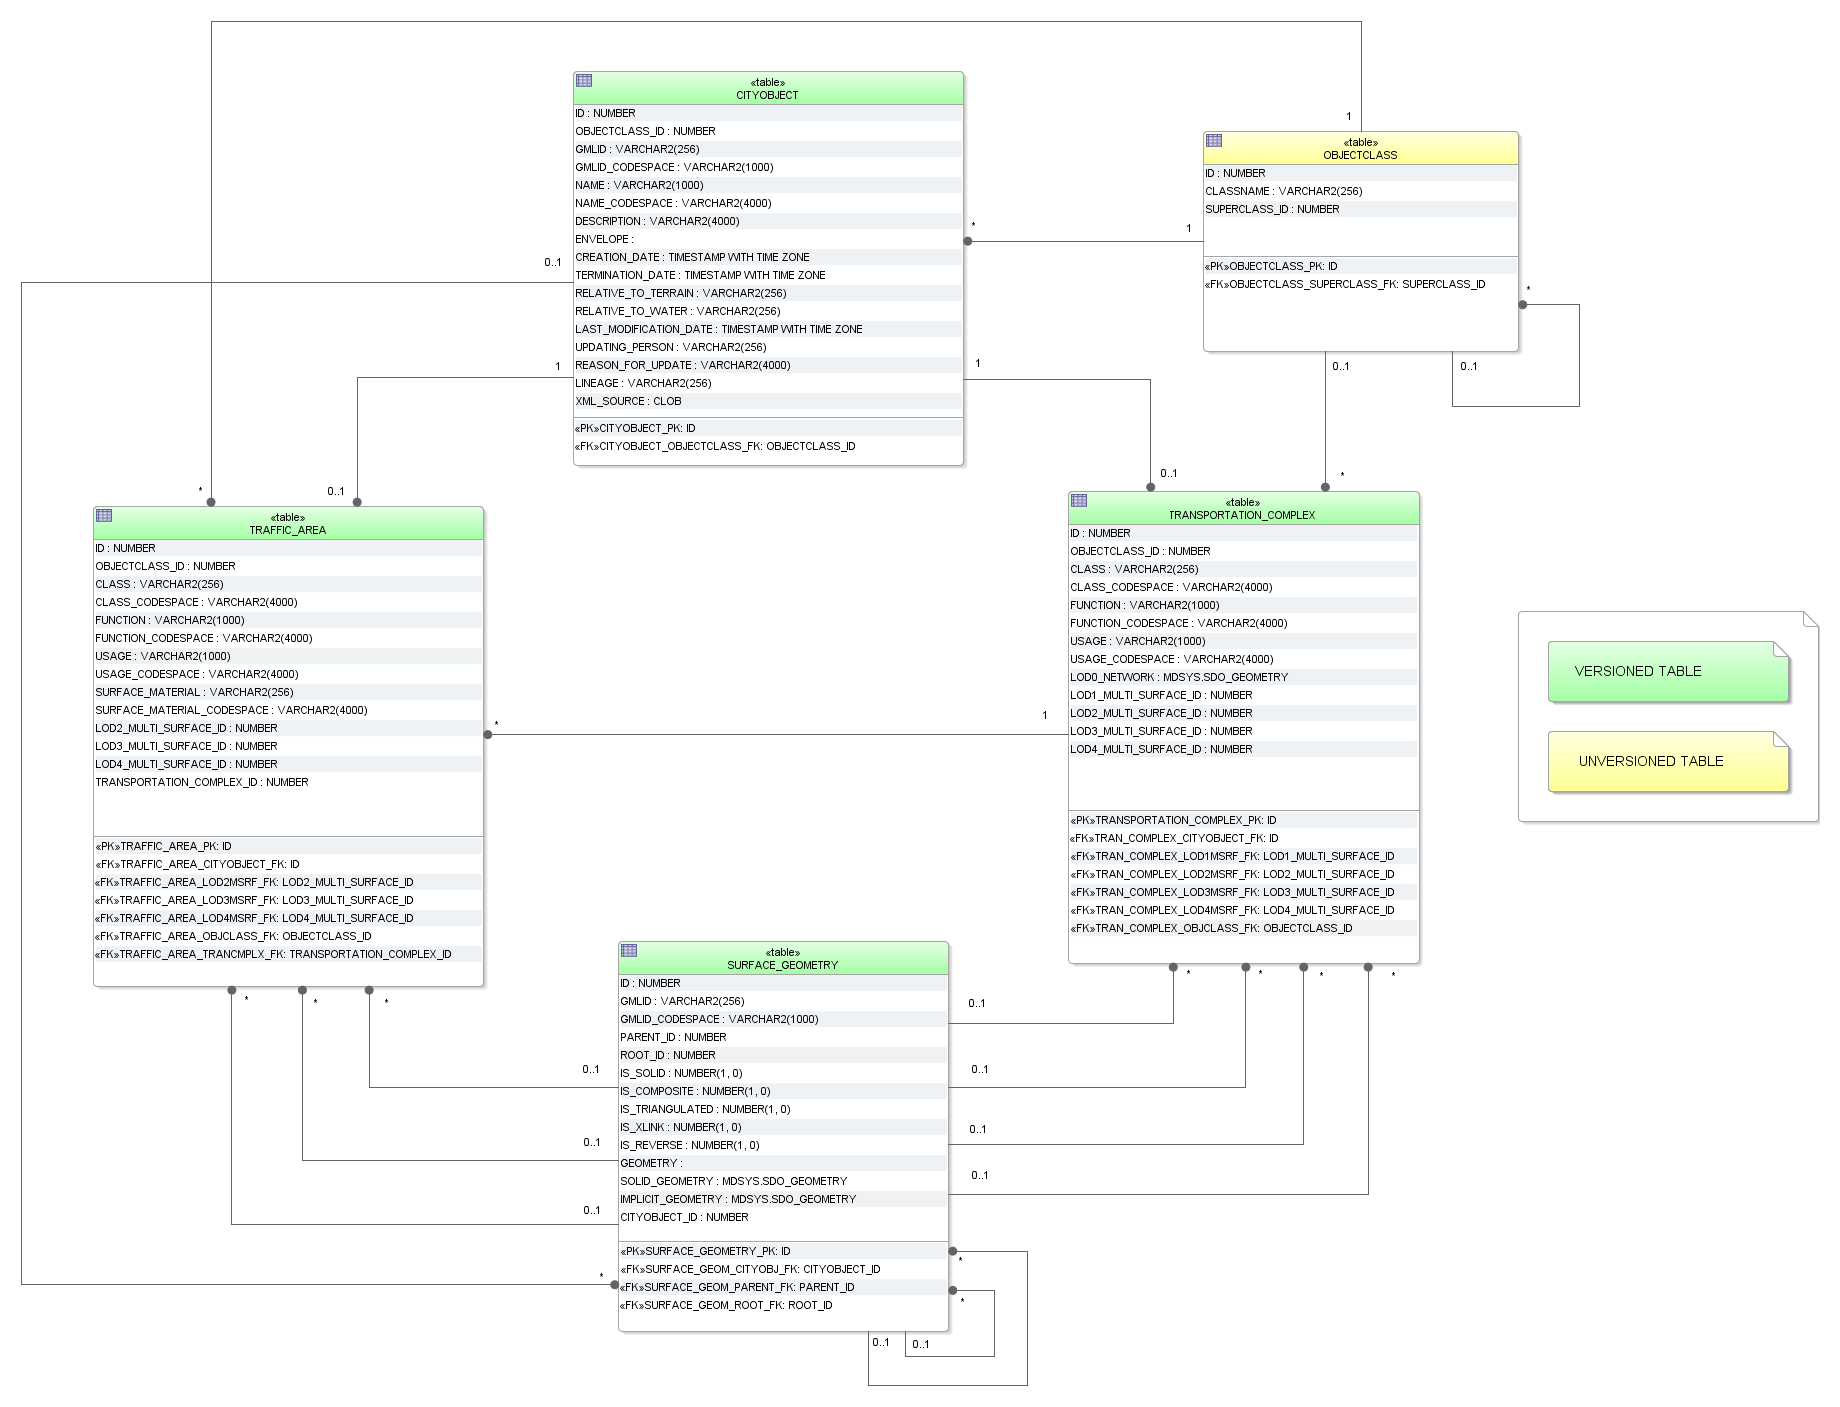 «table»
CITYOBJECT
ID : NUMBER
OBJECTCLASS_ID : NUMBER
GMLID : VARCHAR2(256)
GMLID_CODESPACE : VARCHAR2(1000)
NAME : VARCHAR2(1000)
NAME_CODESPACE : VARCHAR2(4000)
DESCRIPTION : VARCHAR2(4000)
ENVELOPE :
CREATION_DATE : TIMESTAMP WITH TIME ZONE
TERMINATION_DATE : TIMESTAMP WITH TIME ZONE
RELATIVE_TO_TERRAIN : VARCHAR2(256)
RELATIVE_TO_WATER : VARCHAR2(256)
LAST_MODIFICATION_DATE : TIMESTAMP WITH TIME ZONE
UPDATING_PERSON : VARCHAR2(256)
REASON_FOR_UPDATE : VARCHAR2(4000)
LINEAGE : VARCHAR2(256)
XML_SOURCE : CLOB
«PK»CITYOBJECT_PK: ID
«FK»CITYOBJECT_OBJECTCLASS_FK: OBJECTCLASS_ID
0..1
1
*
1
1
1
«table»
OBJECTCLASS
ID : NUMBER
CLASSNAME : VARCHAR2(256)
SUPERCLASS_ID : NUMBER
«PK»OBJECTCLASS_PK: ID
«FK»OBJECTCLASS_SUPERCLASS_FK: SUPERCLASS_ID
*
0..1
0..1
*
0..1
0..1
*
«table»
TRAFFIC_AREA
ID : NUMBER
OBJECTCLASS_ID : NUMBER
CLASS : VARCHAR2(256)
CLASS_CODESPACE : VARCHAR2(4000)
FUNCTION : VARCHAR2(1000)
FUNCTION_CODESPACE : VARCHAR2(4000)
USAGE : VARCHAR2(1000)
USAGE_CODESPACE : VARCHAR2(4000)
SURFACE_MATERIAL : VARCHAR2(256)
SURFACE_MATERIAL_CODESPACE : VARCHAR2(4000)
LOD2_MULTI_SURFACE_ID : NUMBER
LOD3_MULTI_SURFACE_ID : NUMBER
LOD4_MULTI_SURFACE_ID : NUMBER
TRANSPORTATION_COMPLEX_ID : NUMBER
«PK»TRAFFIC_AREA_PK: ID
«FK»TRAFFIC_AREA_CITYOBJECT_FK: ID
«FK»TRAFFIC_AREA_LOD2MSRF_FK: LOD2_MULTI_SURFACE_ID
«FK»TRAFFIC_AREA_LOD3MSRF_FK: LOD3_MULTI_SURFACE_ID
«FK»TRAFFIC_AREA_LOD4MSRF_FK: LOD4_MULTI_SURFACE_ID
«FK»TRAFFIC_AREA_OBJCLASS_FK: OBJECTCLASS_ID
«FK»TRAFFIC_AREA_TRANCMPLX_FK: TRANSPORTATION_COMPLEX_ID
*
1
«table»
TRANSPORTATION_COMPLEX
ID : NUMBER
OBJECTCLASS_ID : NUMBER
CLASS : VARCHAR2(256)
CLASS_CODESPACE : VARCHAR2(4000)
FUNCTION : VARCHAR2(1000)
FUNCTION_CODESPACE : VARCHAR2(4000)
USAGE : VARCHAR2(1000)
USAGE_CODESPACE : VARCHAR2(4000)
LOD0_NETWORK : MDSYS.SDO_GEOMETRY
LOD1_MULTI_SURFACE_ID : NUMBER
LOD2_MULTI_SURFACE_ID : NUMBER
LOD3_MULTI_SURFACE_ID : NUMBER
LOD4_MULTI_SURFACE_ID : NUMBER
«PK»TRANSPORTATION_COMPLEX_PK: ID
«FK»TRAN_COMPLEX_CITYOBJECT_FK: ID
«FK»TRAN_COMPLEX_LOD1MSRF_FK: LOD1_MULTI_SURFACE_ID
«FK»TRAN_COMPLEX_LOD2MSRF_FK: LOD2_MULTI_SURFACE_ID
«FK»TRAN_COMPLEX_LOD3MSRF_FK: LOD3_MULTI_SURFACE_ID
«FK»TRAN_COMPLEX_LOD4MSRF_FK: LOD4_MULTI_SURFACE_ID
«FK»TRAN_COMPLEX_OBJCLASS_FK: OBJECTCLASS_ID
VERSIONED TABLE
UNVERSIONED TABLE
* * *
* * * *
0..1
0..1
0..1
*
«table»
SURFACE_GEOMETRY
ID : NUMBER
GMLID : VARCHAR2(256)
GMLID_CODESPACE : VARCHAR2(1000)
PARENT_ID : NUMBER
ROOT_ID : NUMBER
IS_SOLID : NUMBER(1, 0)
IS_COMPOSITE : NUMBER(1, 0)
IS_TRIANGULATED : NUMBER(1, 0)
IS_XLINK : NUMBER(1, 0)
IS_REVERSE : NUMBER(1, 0)
GEOMETRY :
SOLID_GEOMETRY : MDSYS.SDO_GEOMETRY
IMPLICIT_GEOMETRY : MDSYS.SDO_GEOMETRY
CITYOBJECT_ID : NUMBER
«PK»SURFACE_GEOMETRY_PK: ID
«FK»SURFACE_GEOM_CITYOBJ_FK: CITYOBJECT_ID
«FK»SURFACE_GEOM_PARENT_FK: PARENT_ID
«FK»SURFACE_GEOM_ROOT_FK: ROOT_ID
0..1
0..1
0..1
0..1
*
*
0..1
0..1